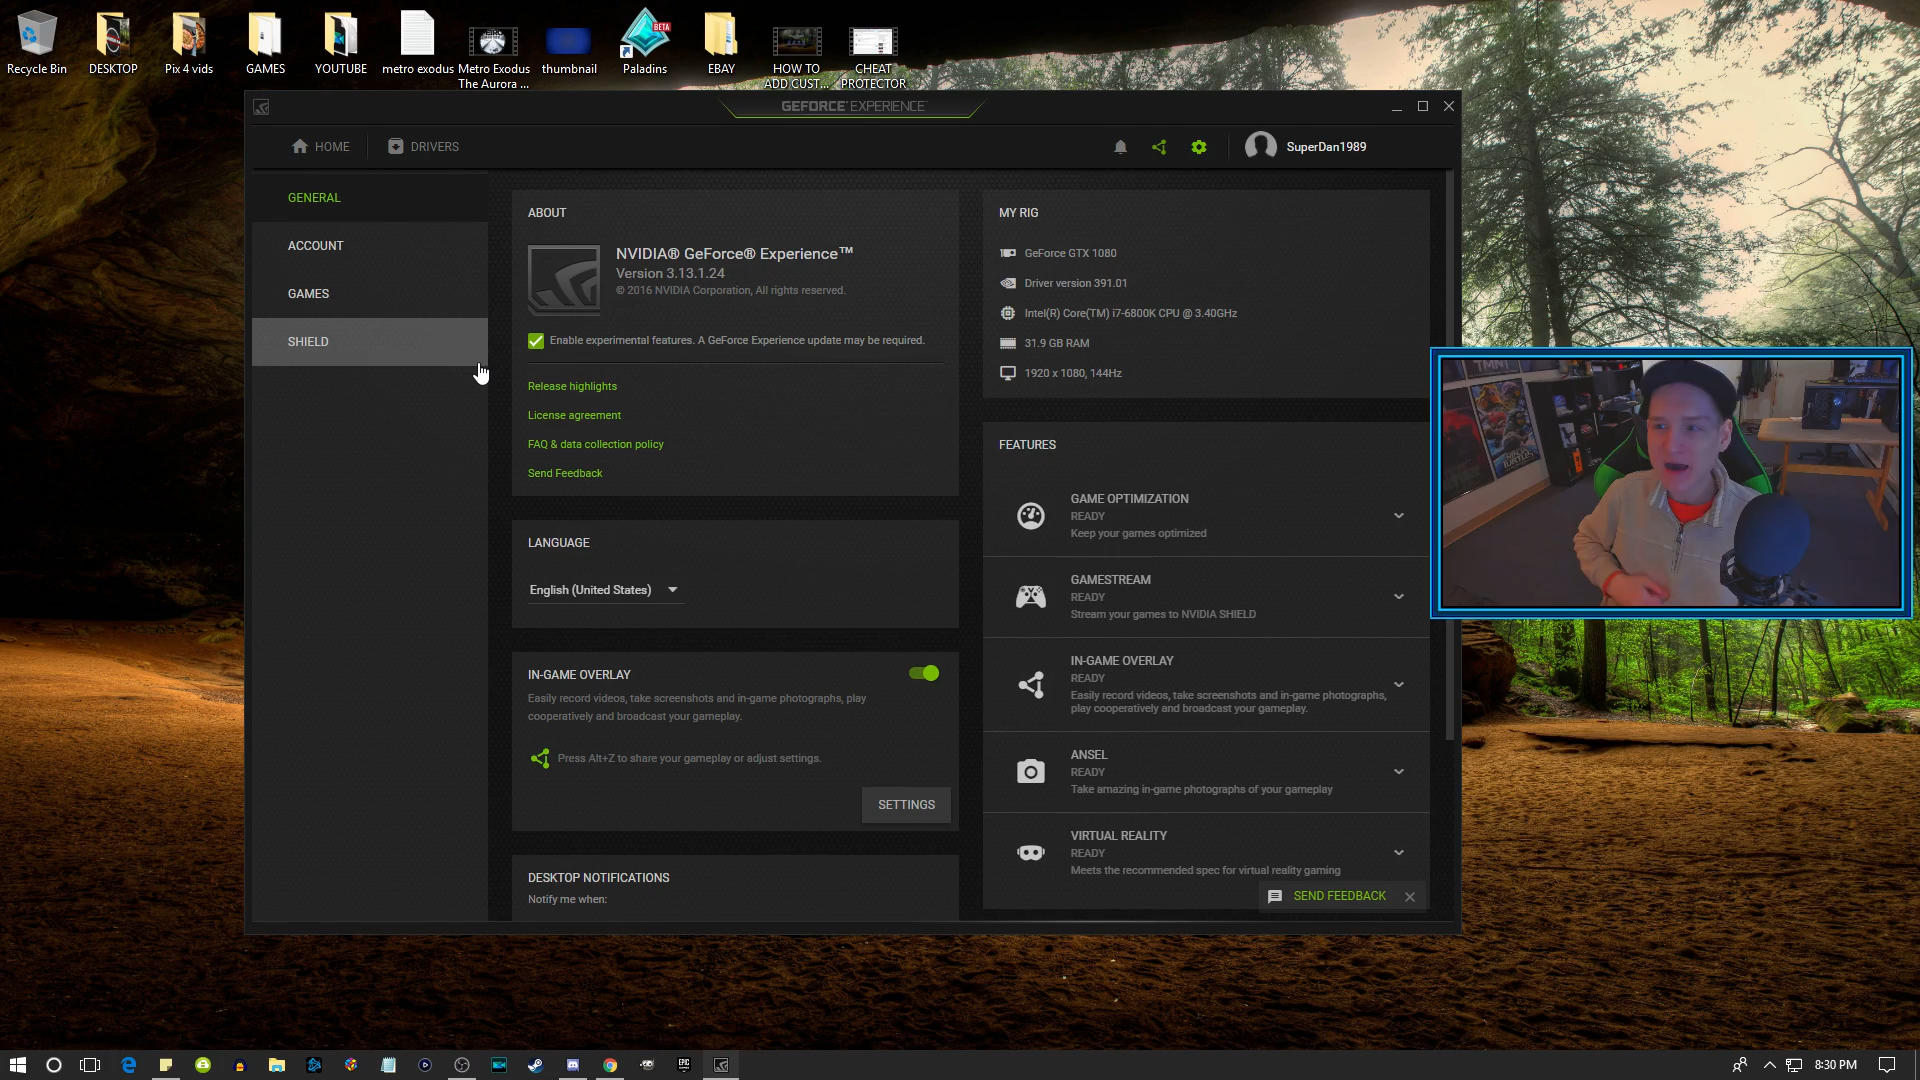 Recycle Bin
DESKTOP
Pix 4 vids
GAMES
YOUTUBE
metro exodus
Metro Exodus
The Aurora ...
thumbnail
BETA
Paladins
EBAY
HOW TO
ADD CUST...
CHEAT
PROTECTOR
GEFORCE® EXPERIENCE™
HOME
DRIVERS
SuperDan1989
GENERAL
ACCOUNT
GAMES
SHIELD
ABOUT
NVIDIA® GeForce® Experience™
Version 3.13.1.24
© 2016 NVIDIA Corporation, All rights reserved.
Enable experimental features. A GeForce Experience update may be required.
Release highlights
License agreement
FAQ & data collection policy
Send Feedback
LANGUAGE
English (United States)
IN-GAME OVERLAY
Easily record videos, take screenshots and in-game photographs, play
cooperatively and broadcast your gameplay.
Press Alt+Z to share your gameplay or adjust settings.
SETTINGS
DESKTOP NOTIFICATIONS
Notify me when:
MY RIG
GeForce GTX 1080
Driver version 391.01
Intel(R) Core(TM) i7-6800K CPU @ 3.40GHz
31.9 GB RAM
1920 x 1080, 144Hz
FEATURES
GAME OPTIMIZATION
READY
Keep your games optimized
GAMESTREAM
READY
Stream your games to NVIDIA SHIELD
IN-GAME OVERLAY
READY
Easily record videos, take screenshots and in-game photographs,
play cooperatively and broadcast your gameplay.
ANSEL
READY
Take amazing in-game photographs of your gameplay
VIRTUAL REALITY
READY
Meets the recommended spec for virtual reality gaming
SEND FEEDBACK
TMNT
NINJA
TURTLES
EPIC
8:30 PM